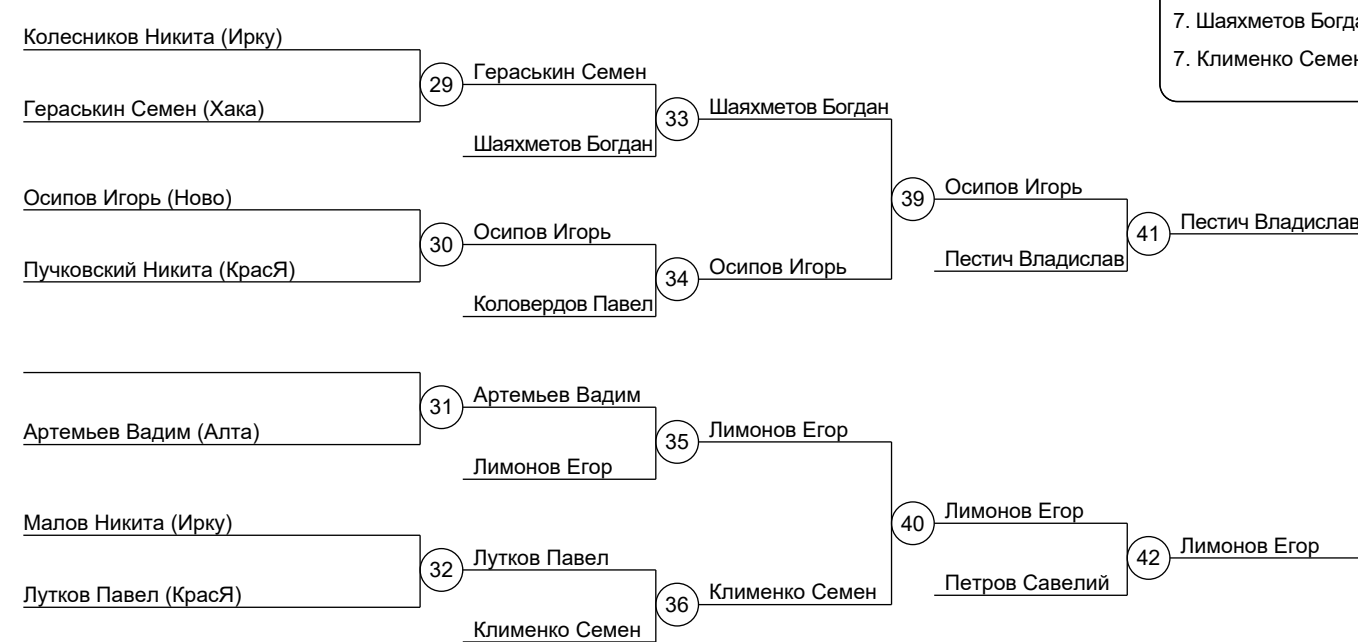 7. Шаяхметов Богда
7. Клименко Семен
Колесников Никита (Ирку)
29
Гераськин Семен
Гераськин Семен (Хака)
33
Шаяхметов Богдан
Шаяхметов Богдан
Осипов Игорь (Ново)
39
Осипов Игорь
30
Осипов Игорь
41
Пестич Владислав
Пучковский Никита (КрасЯ)
34
Осипов Игорь
Пестич Владислав
Коловердов Павел
31
Артемьев Вадим
Артемьев Вадим (Алта)
35
Лимонов Егор
Лимонов Егор
Малов Никита (Ирку)
40
Лимонов Егор
32
Лутков Павел
42
Лимонов Егор
Лутков Павел (КрасЯ)
36
Клименко Семен
Петров Савелий
Клименко Семен